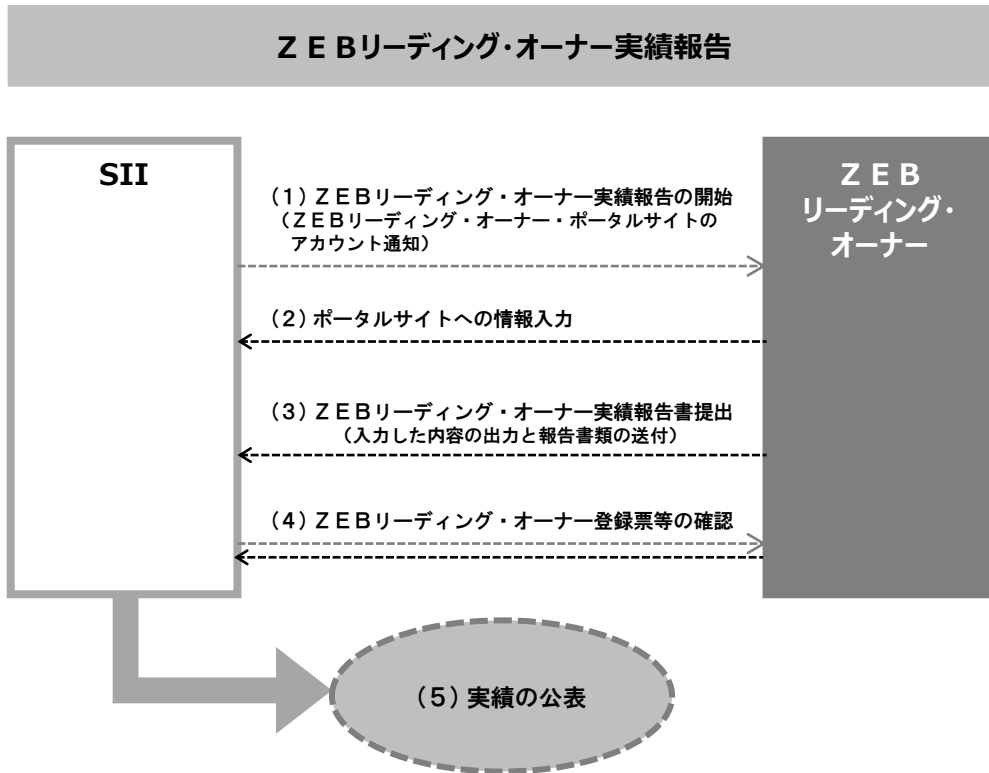 ＺＥＢリーディング・オーナー実績報告
SII
ＺＥＢ
リーディング・
オーナー
（１）ＺＥＢリーディング・オーナー実績報告の開始
（ＺＥＢリーディング・オーナー・ポータルサイトの
アカウント通知）
（２）ポータルサイトへの情報入力
（３）ＺＥＢリーディング・オーナー実績報告書提出
（入力した内容の出力と報告書類の送付）
（４）ＺＥＢリーディング・オーナー登録票等の確認
（５）実績の公表